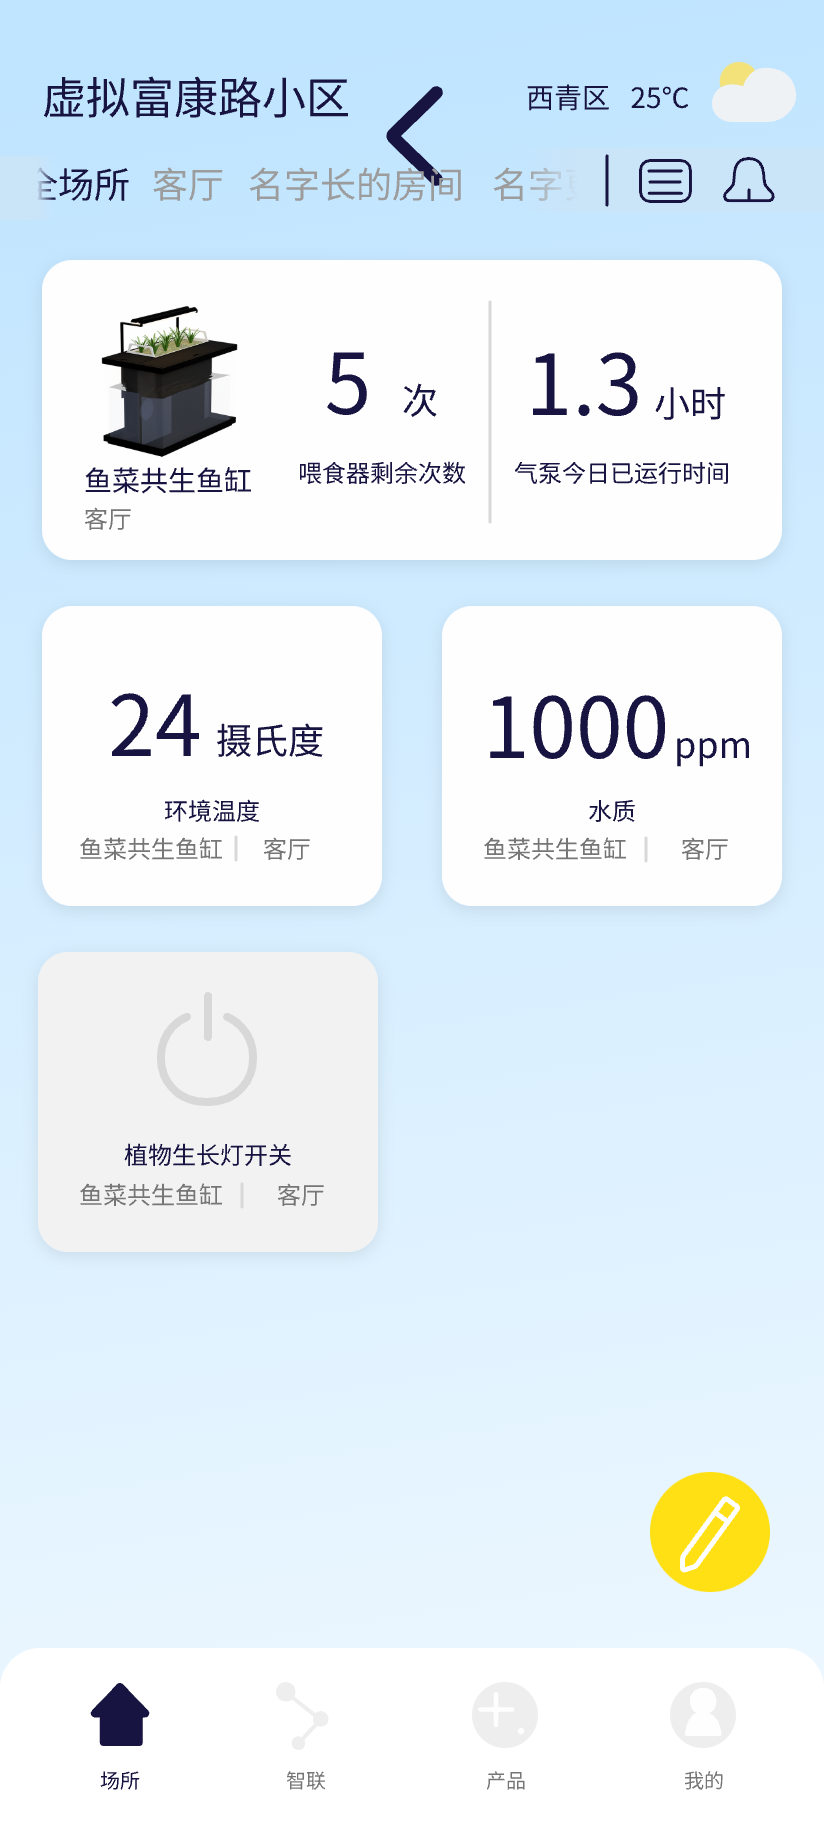 虚拟富康路小区
西青区 25℃
全场所 客厅 名字长的房间 名字
5 次
1.3 小时
喂食器剩余次数
气泵今日已运行时间
鱼菜共生鱼缸
客厅
24 摄氏度
1000 ppm
环境温度
水质
鱼菜共生鱼缸 客厅
鱼菜共生鱼缸 客厅
植物生长灯开关
鱼菜共生鱼缸 客厅
场所 智联 产品 我的